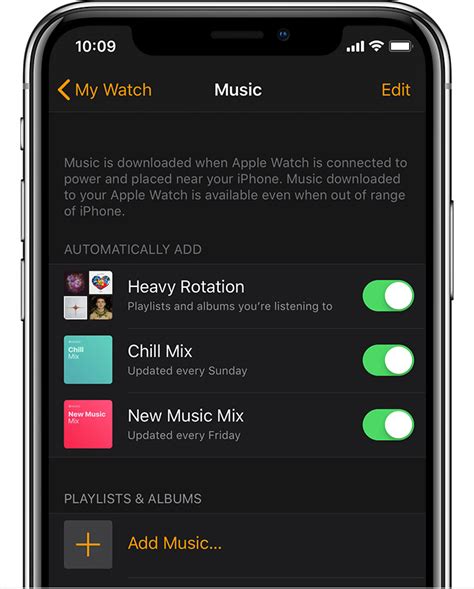 10:09
My Watch Music Edit
Music is downloaded when Apple Watch is connected to
power and placed near your iPhone. Music downloaded
to your Apple Watch is available even when out of range
of iPhone.
AUTOMATICALLY ADD
Heavy Rotation
Playlists and albums you're listening to
Chill
Mix
Chill Mix
Updated every Sunday
New Music
Mix
New Music Mix
Updated every Friday
PLAYLISTS & ALBUMS
Add Music...